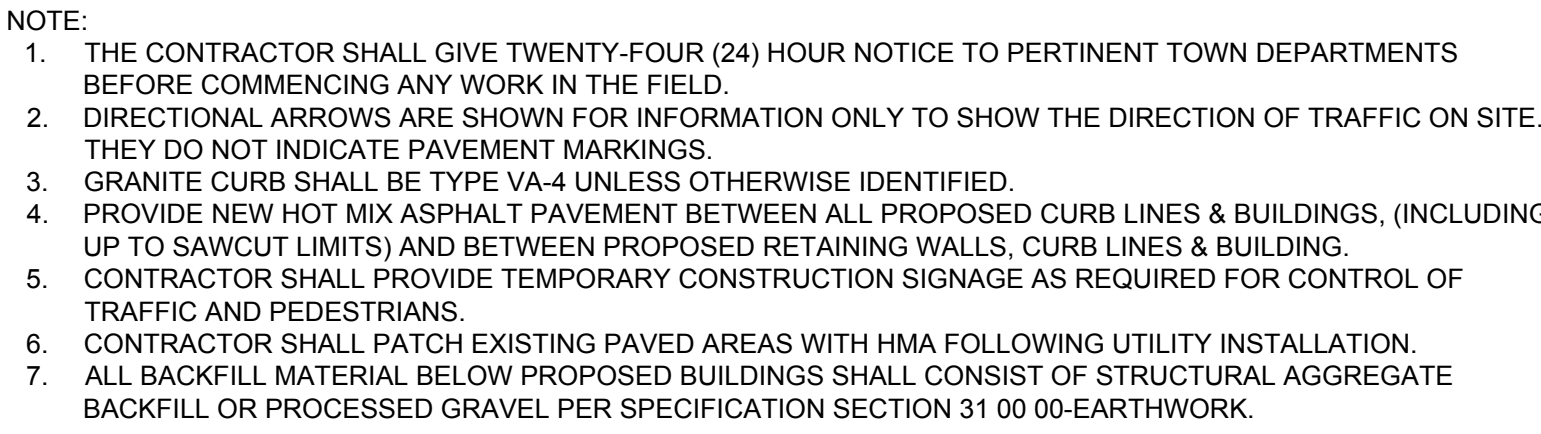 NOTE:
1. THE CONTRACTOR SHALL GIVE TWENTY-FOUR (24) HOUR NOTICE TO PERTINENT TOWN DEPARTMENTS
BEFORE COMMENCING ANY WORK IN THE FIELD.
2. DIRECTIONAL ARROWS ARE SHOWN FOR INFORMATION ONLY TO SHOW THE DIRECTION OF TRAFFIC ON SITE.
THEY DO NOT INDICATE PAVEMENT MARKINGS.
3. GRANITE CURB SHALL BE TYPE VA-4 UNLESS OTHERWISE IDENTIFIED.
4. PROVIDE NEW HOT MIX ASPHALT PAVEMENT BETWEEN ALL PROPOSED CURB LINES & BUILDINGS, (INCLUDING
UP TO SAWCUT LIMITS) AND BETWEEN PROPOSED RETAINING WALLS, CURB LINES & BUILDING.
5. CONTRACTOR SHALL PROVIDE TEMPORARY CONSTRUCTION SIGNAGE AS REQUIRED FOR CONTROL OF
TRAFFIC AND PEDESTRIANS.
6. CONTRACTOR SHALL PATCH EXISTING PAVED AREAS WITH HMA FOLLOWING UTILITY INSTALLATION.
7. ALL BACKFILL MATERIAL BELOW PROPOSED BUILDINGS SHALL CONSIST OF STRUCTURAL AGGREGATE
BACKFILL OR PROCESSED GRAVEL PER SPECIFICATION SECTION 31 00 00-EARTHWORK.